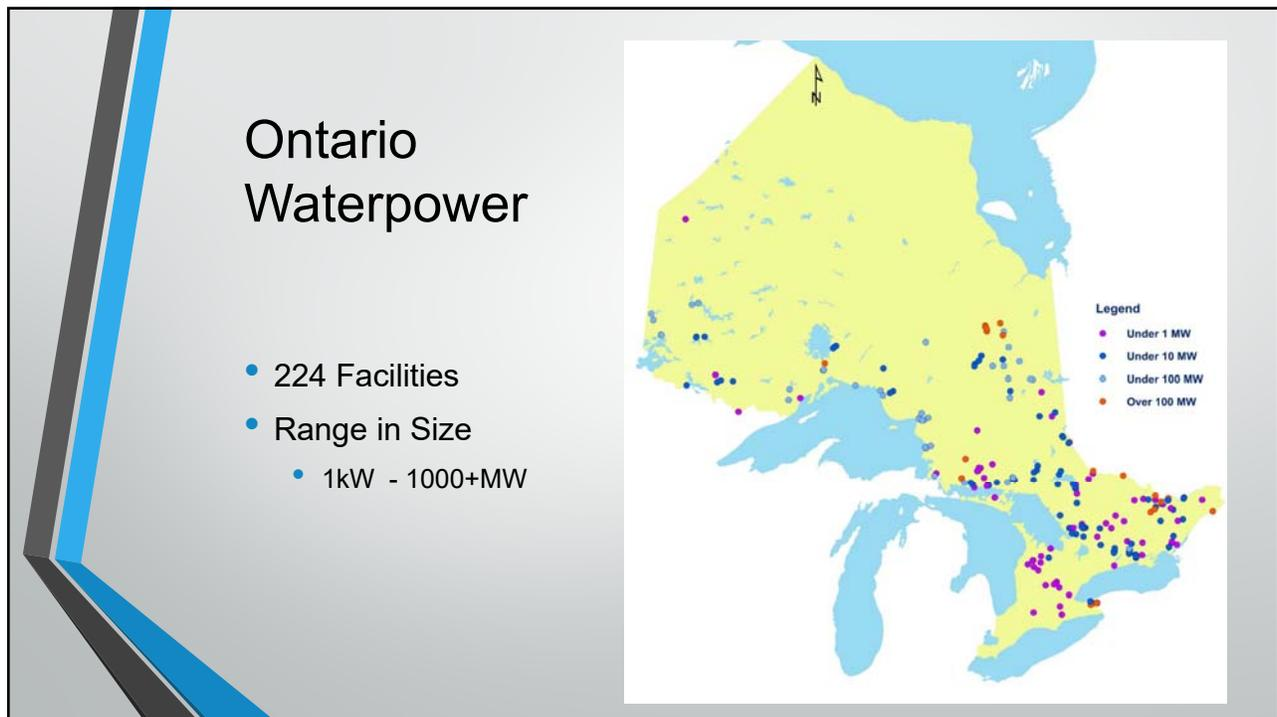 Ontario
Waterpower
224 Facilities
Range in Size
1kW - 1000+MW
N
Legend
Under 1 MW
Under 10 MW
Under 100 MW
Over 100 MW